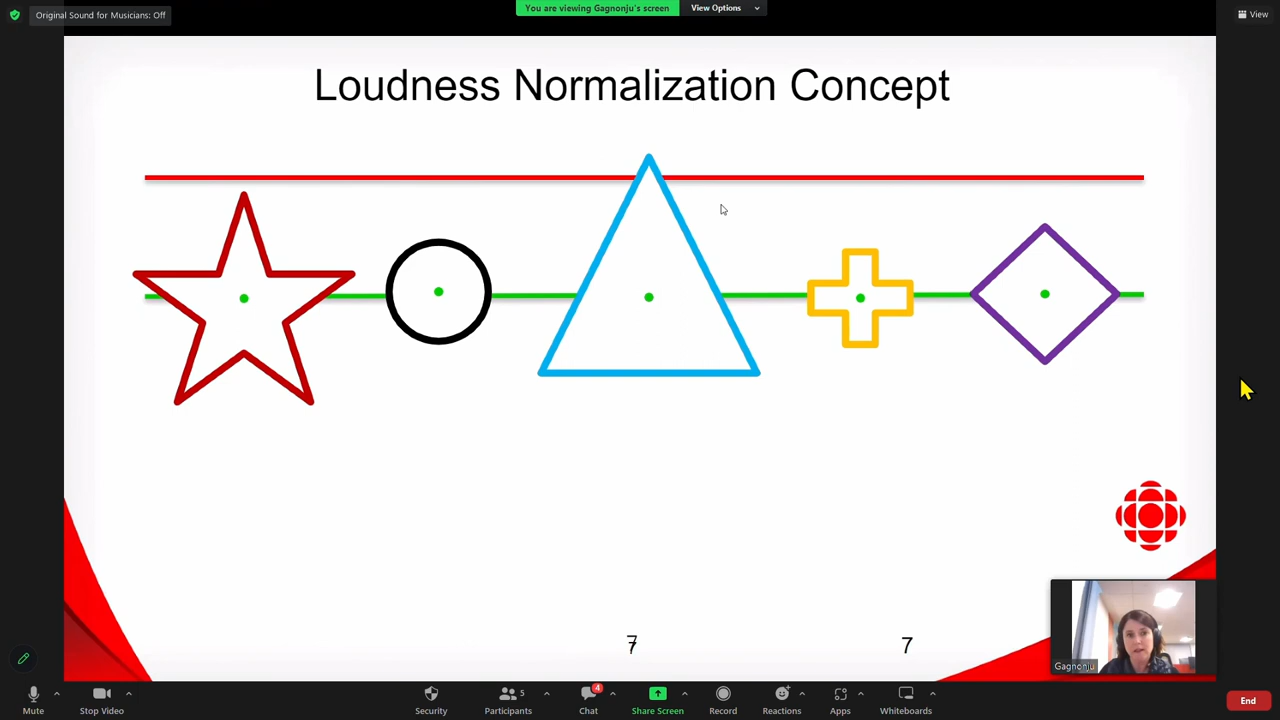 Original Sound for Musicians: Off
You are viewing Gagnonju's screen
View Options
View
Loudness Normalization Concept
7
7
Gagnonju
Mute
Stop Video
Security
Participants
5
Chat
4
Share Screen
Record
Reactions
Apps
Whiteboards
End